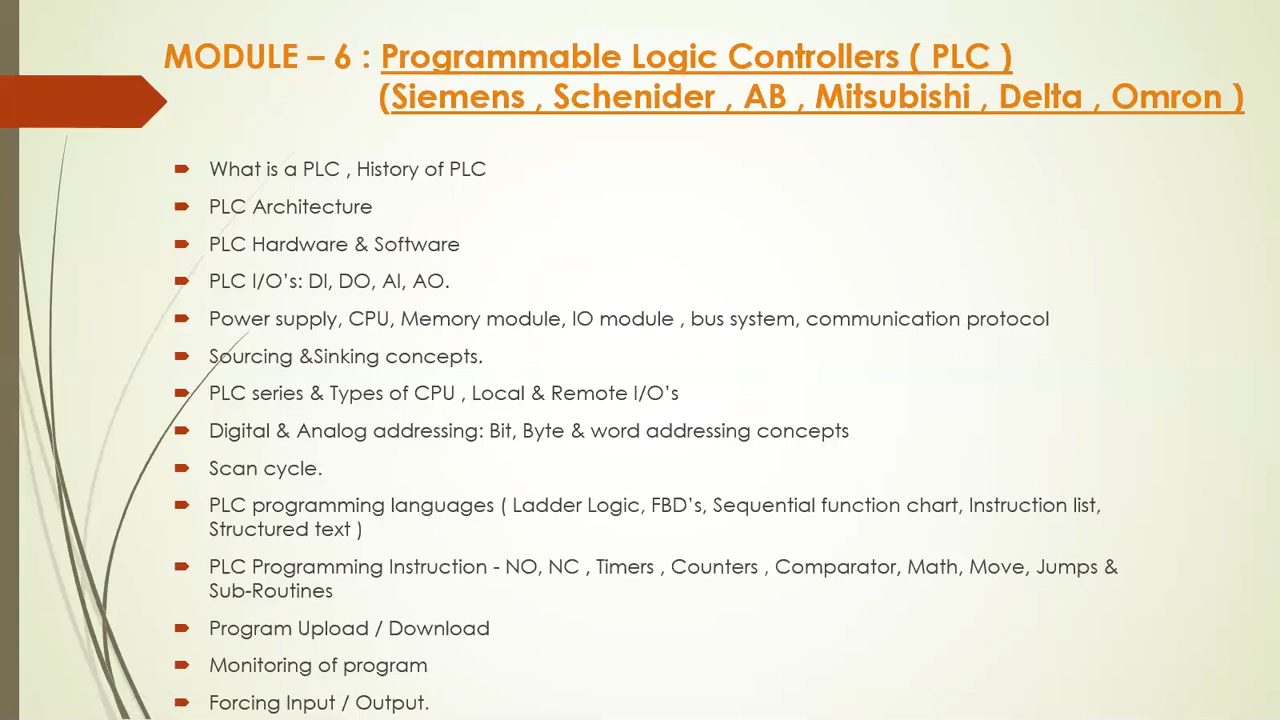 MODULE – 6 : Programmable Logic Controllers ( PLC )
(Siemens , Schenider , AB , Mitsubishi , Delta , Omron )
What is a PLC , History of PLC
PLC Architecture
PLC Hardware & Software
PLC I/O’s: DI, DO, AI, AO.
Power supply, CPU, Memory module, IO module , bus system, communication protocol
Sourcing &Sinking concepts.
PLC series & Types of CPU , Local & Remote I/O’s
Digital & Analog addressing: Bit, Byte & word addressing concepts
Scan cycle.
PLC programming languages ( Ladder Logic, FBD’s, Sequential function chart, Instruction list,
Structured text )
PLC Programming Instruction - NO, NC , Timers , Counters , Comparator, Math, Move, Jumps &
Sub-Routines
Program Upload / Download
Monitoring of program
Forcing Input / Output.